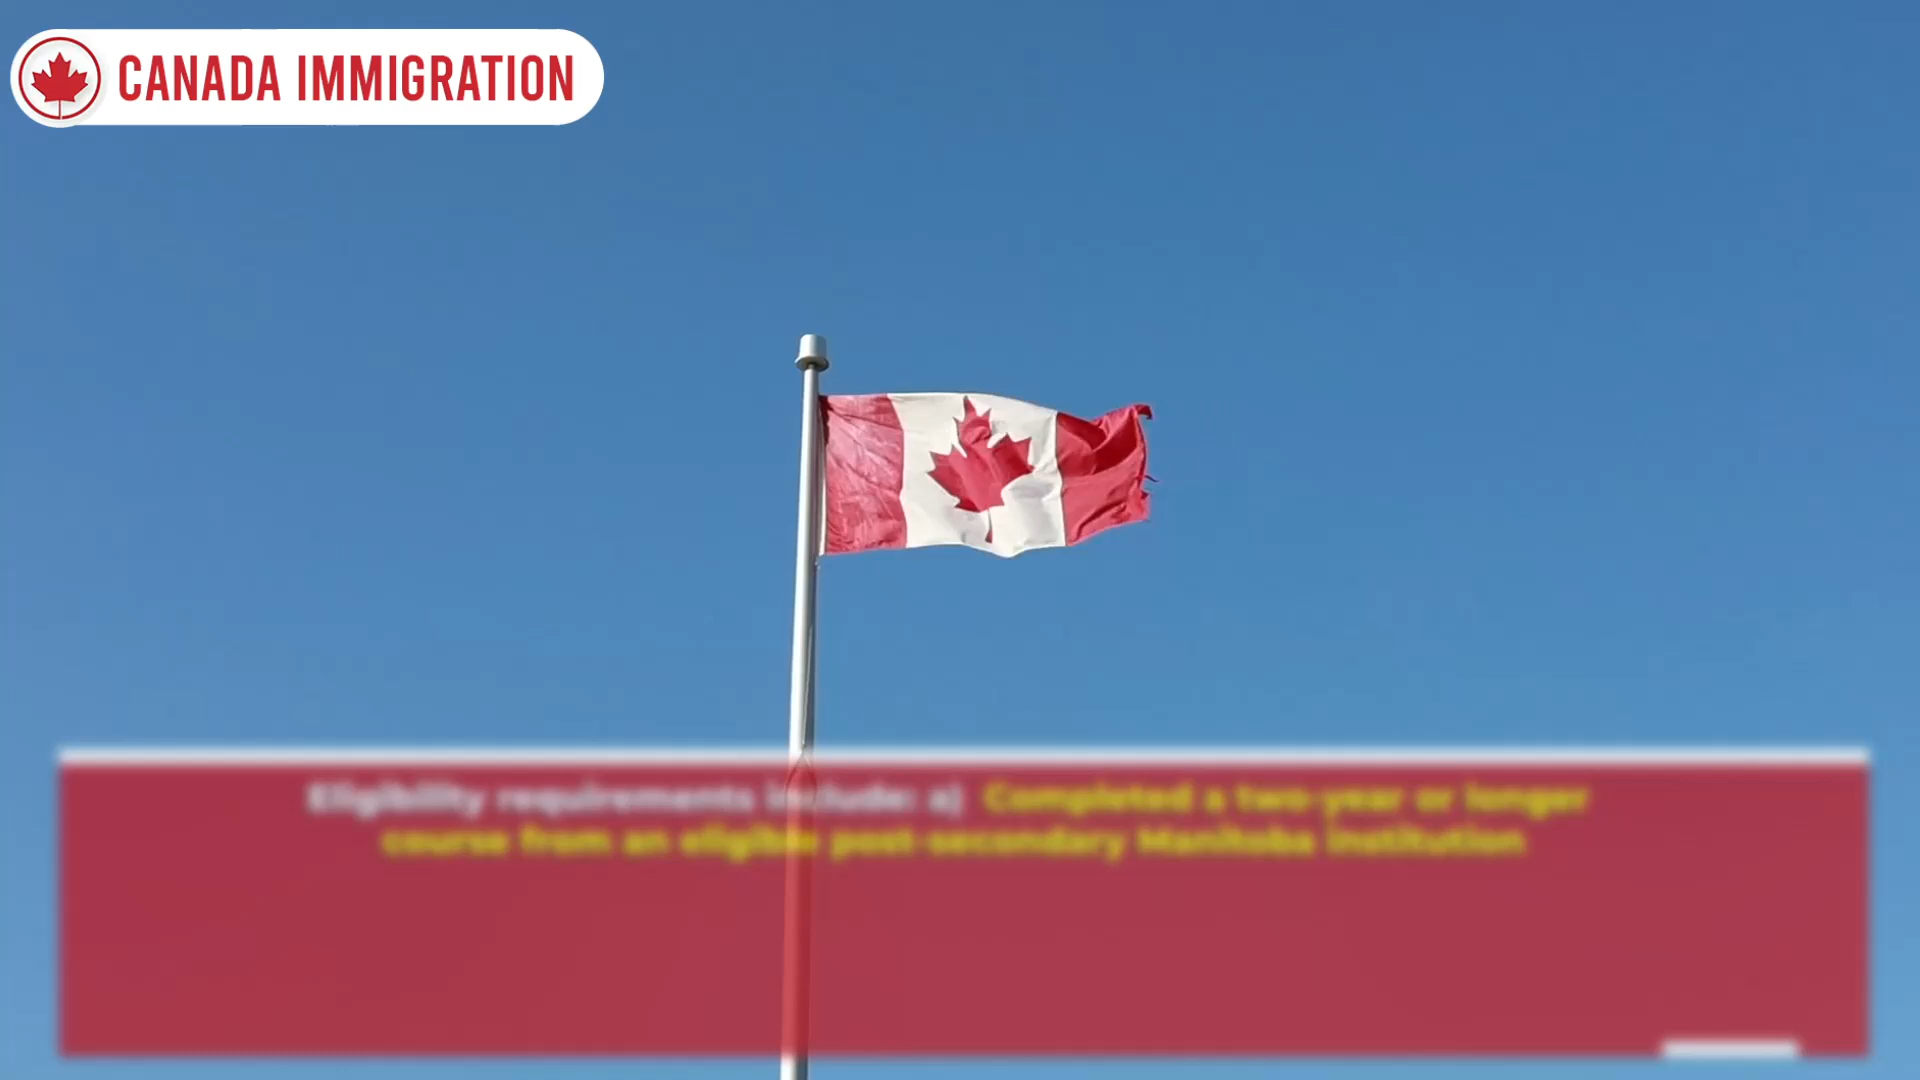 CANADA IMMIGRATION
Eligibility requirements include: a) Completed a two-year or longer
course from an eligible post-secondary Manitoba institution